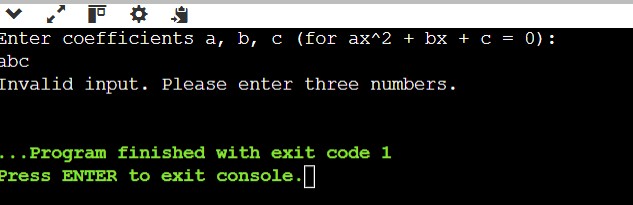 Enter coefficients a, b, c (for ax^2 + bx + c = 0):
abc
Invalid input. Please enter three numbers.
...Program finished with exit code 1
Press ENTER to exit console.